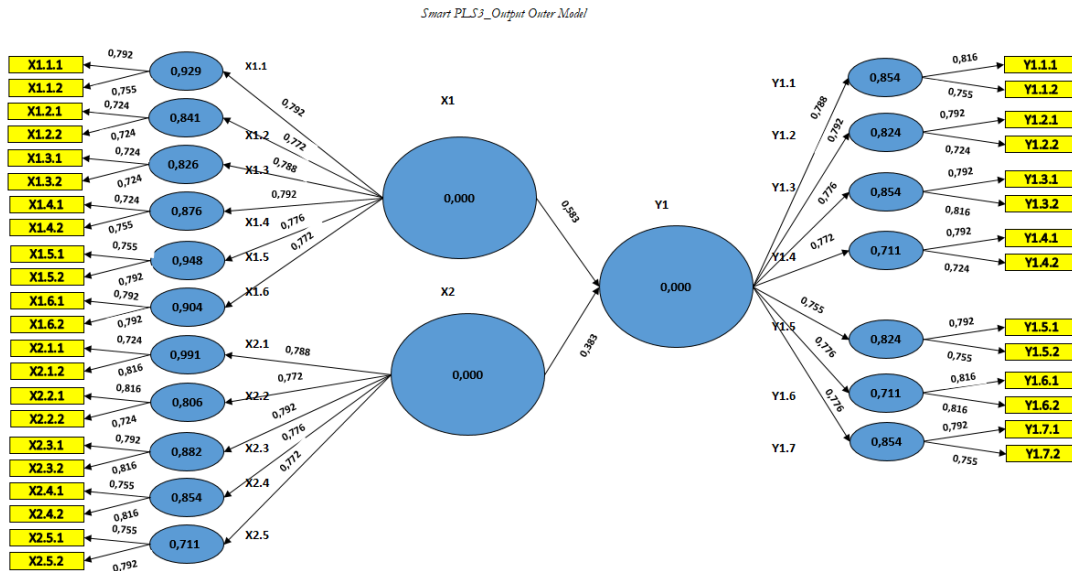 Smart PLS3_Output Outer Model
X1.1.1
X1.1.2
X1.2.1
X1.2.2
X1.3.1
X1.3.2
X1.4.1
X1.4.2
X1.5.1
X1.5.2
X1.6.1
X1.6.2
X2.1.1
X2.1.2
X2.2.1
X2.2.2
X2.3.1
X2.3.2
X2.4.1
X2.4.2
X2.5.1
X2.5.2
0,792
0,755
0,724
0,724
0,724
0,724
0,724
0,755
0,755
0,792
0,792
0,792
0,724
0,816
0,816
0,724
0,792
0,816
0,755
0,816
0,755
0,792
0,929
0,841
0,826
0,876
0,948
0,904
0,991
0,806
0,882
0,854
0,711
X1.1
X1.2
X1.3
X1.4
X1.5
X1.6
X2.1
X2.2
X2.3
X2.4
X2.5
0,792
0,772
0,788
0,792
0,776
0,772
0,788
0,772
0,792
0,776
0,772
X1
0,000
X2
0,000
0,583
0,383
Y1
0,000
Y1.1
Y1.2
Y1.3
Y1.4
Y1.5
Y1.6
Y1.7
0,788
0,792
0,776
0,772
0,755
0,776
0,776
0,854
0,824
0,854
0,711
0,824
0,711
0,854
0,816
0,755
0,792
0,724
0,792
0,816
0,792
0,724
0,792
0,755
0,816
0,816
0,792
0,755
Y1.1.1
Y1.1.2
Y1.2.1
Y1.2.2
Y1.3.1
Y1.3.2
Y1.4.1
Y1.4.2
Y1.5.1
Y1.5.2
Y1.6.1
Y1.6.2
Y1.7.1
Y1.7.2